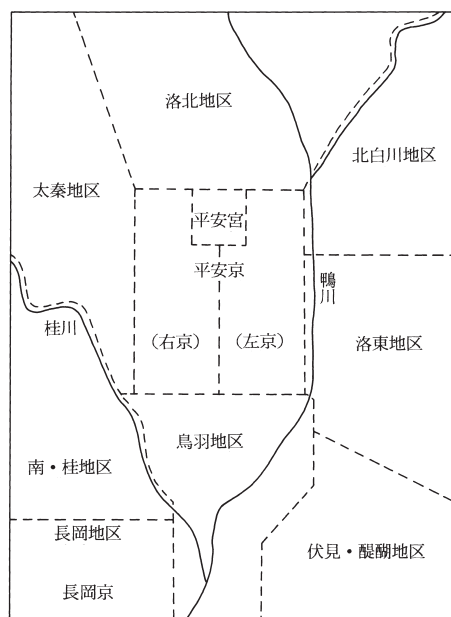 洛北地区
北白川地区
太秦地区
平安宮
平安京
鴨川
桂川
（右京）
（左京）
洛東地区
鳥羽地区
南・桂地区
長岡地区
伏見・醍醐地区
長岡京